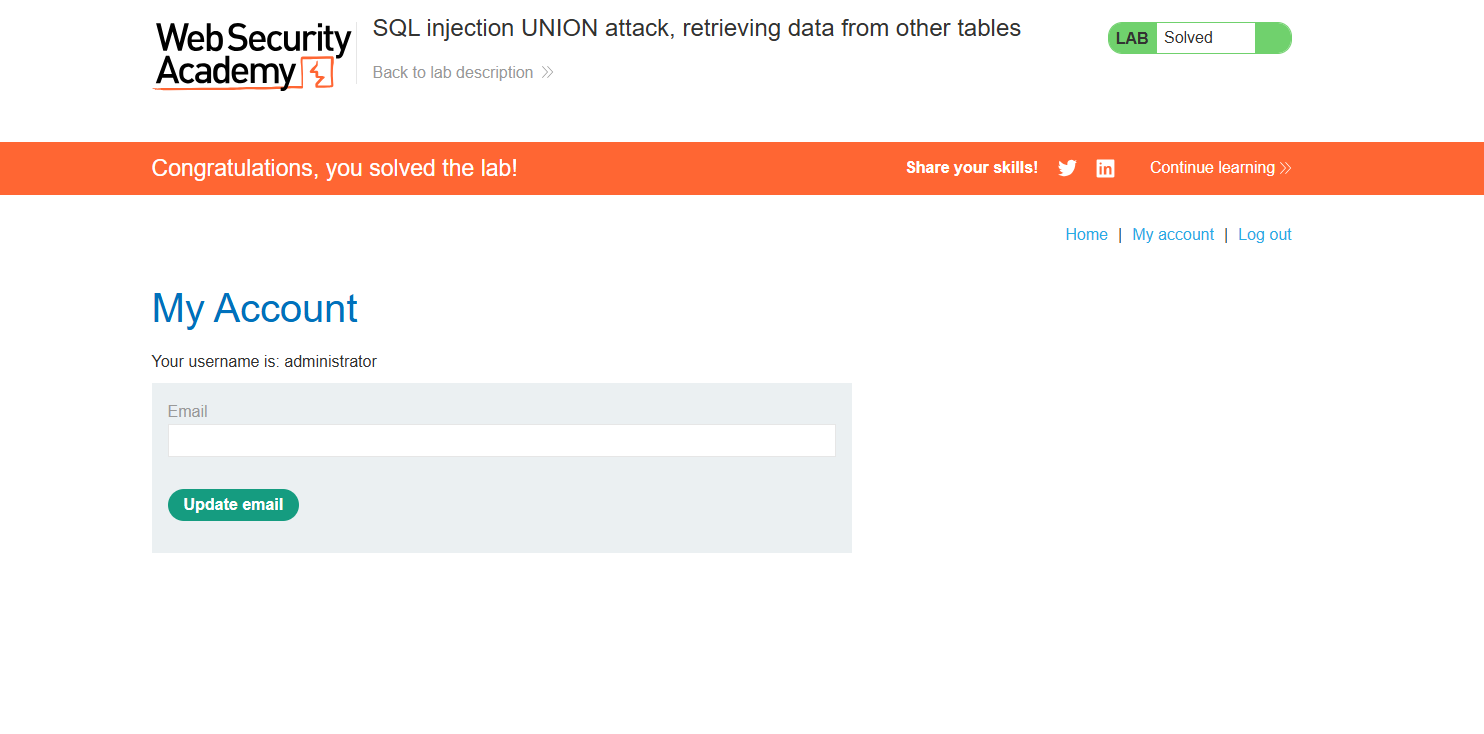 Web Security
Academy
SQL injection UNION attack, retrieving data from other tables
Back to lab description
LAB Solved
Congratulations, you solved the lab!
Share your skills!
Continue learning
Home | My account | Log out
My Account
Your username is: administrator
Email
Update email